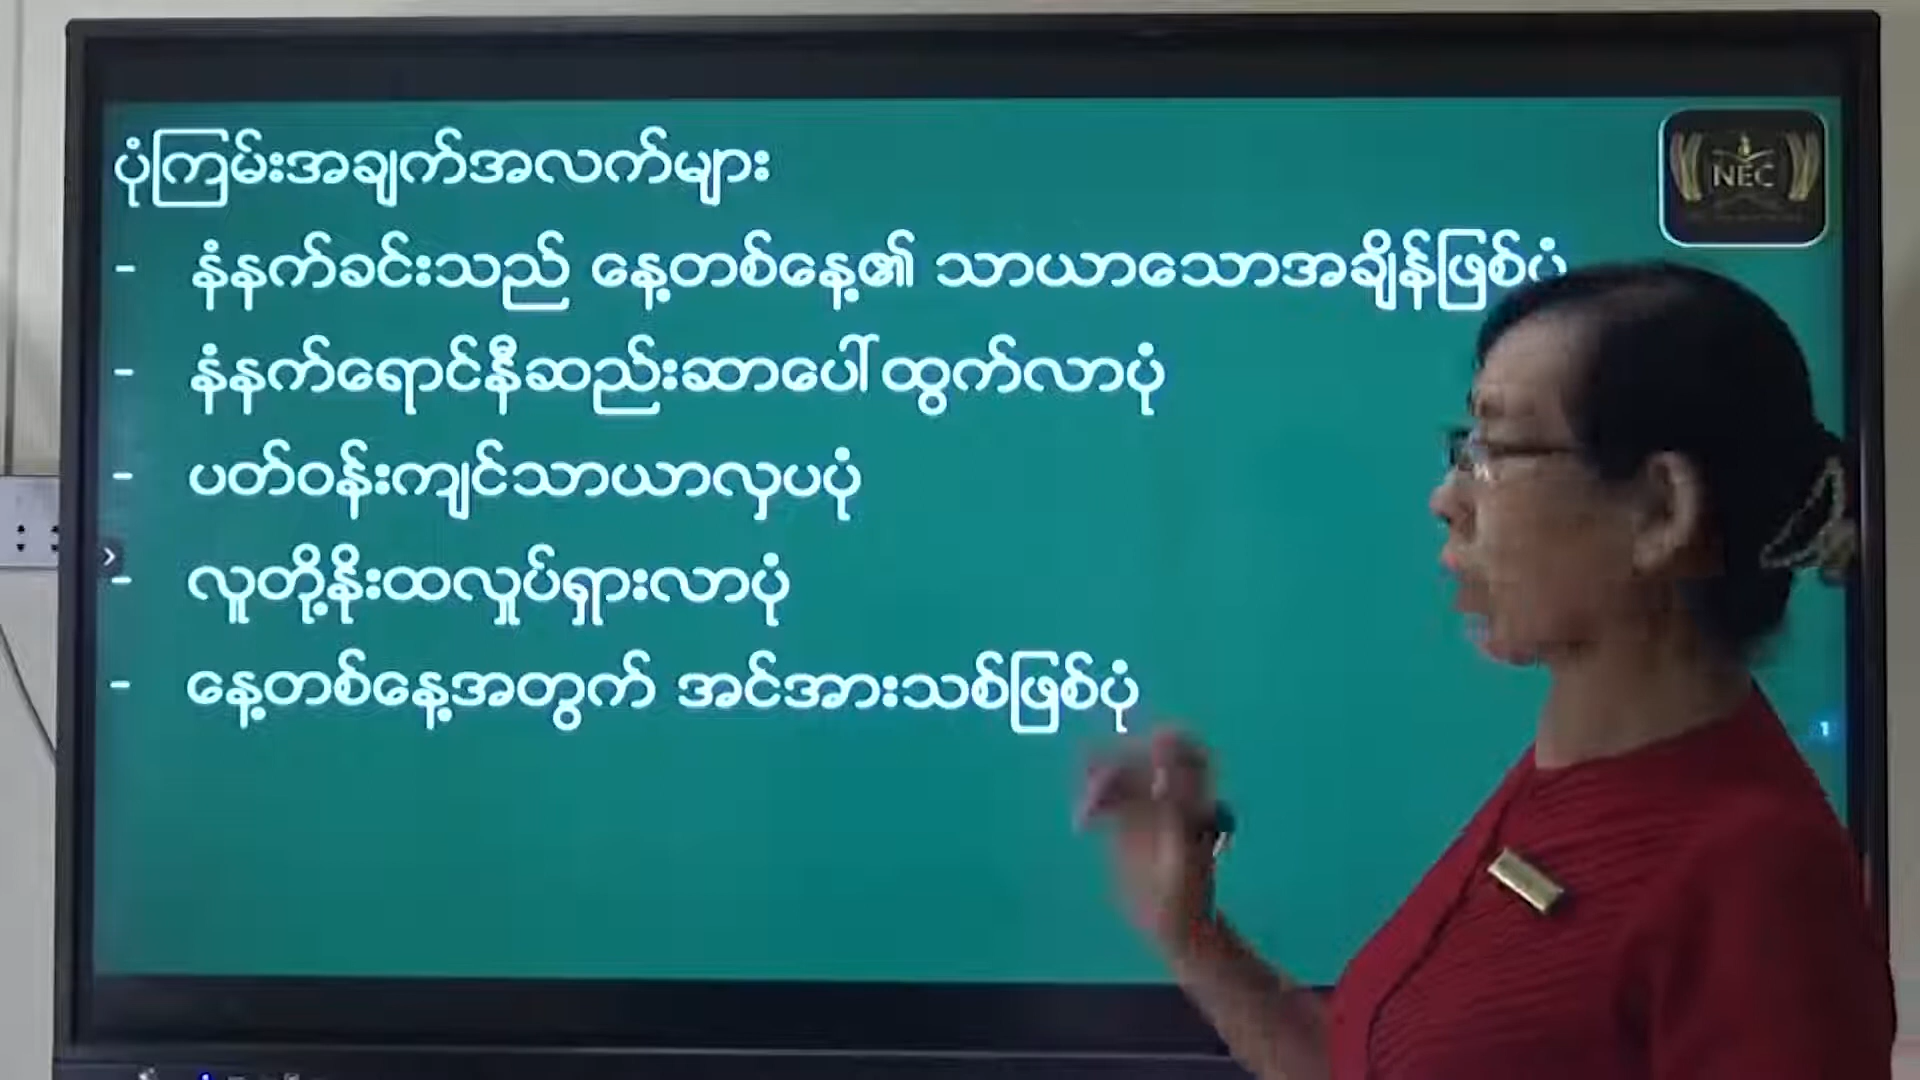 ပုံကြမ်းအချက်အလက်များ
NEC
- နံနက်ခင်းသည် နေ့တစ်နေ့၏ သာယာသောအချိန်ဖြစ်ပုံ
- နံနက်ရောင်နီဆည်းဆာပေါ်ထွက်လာပုံ
- ပတ်ဝန်းကျင်သာယာလှပပုံ
- လူတို့နိုးထလှုပ်ရှားလာပုံ
- နေ့တစ်နေ့အတွက် အင်အားသစ်ဖြစ်ပုံ
1